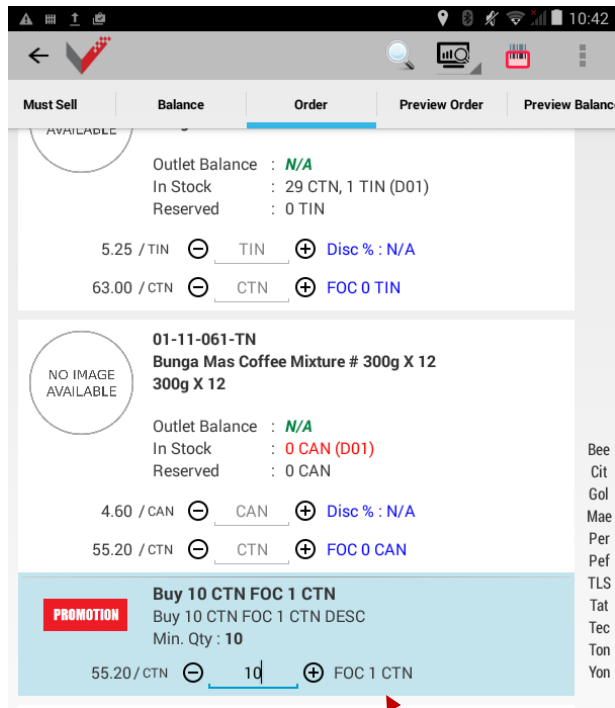 10:42
Must Sell Balance Order Preview Order Preview Balanc
AVAILABLE
Outlet Balance : N/A
In Stock : 29 CTN, 1 TIN (D01)
Reserved : 0 TIN
5.25 / TIN TIN Disc % : N/A
63.00 / CTN CTN FOC 0 TIN
NO IMAGE
AVAILABLE
01-11-061-TN
Bunga Mas Coffee Mixture # 300g X 12
300g X 12
Outlet Balance : N/A
In Stock : 0 CAN (D01)
Reserved : 0 CAN
4.60 / CAN CAN Disc % : N/A
55.20 / CTN CTN FOC 0 CAN
PROMOTION
Buy 10 CTN FOC 1 CTN
Buy 10 CTN FOC 1 CTN DESC
Min. Qty : 10
55.20 / CTN 10 FOC 1 CTN
Bee
Cit
Gol
Mae
Per
Pef
TLS
Tat
Tec
Ton
Yon